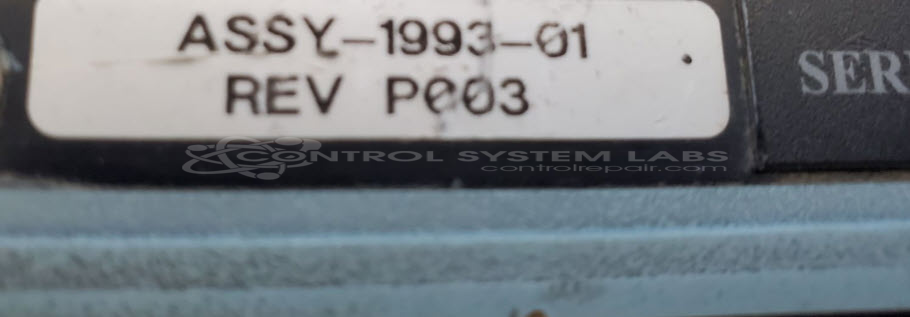 ASSY-1993-01
REV P003
SER
CONTROL SYSTEM LABS
controlrepair.com